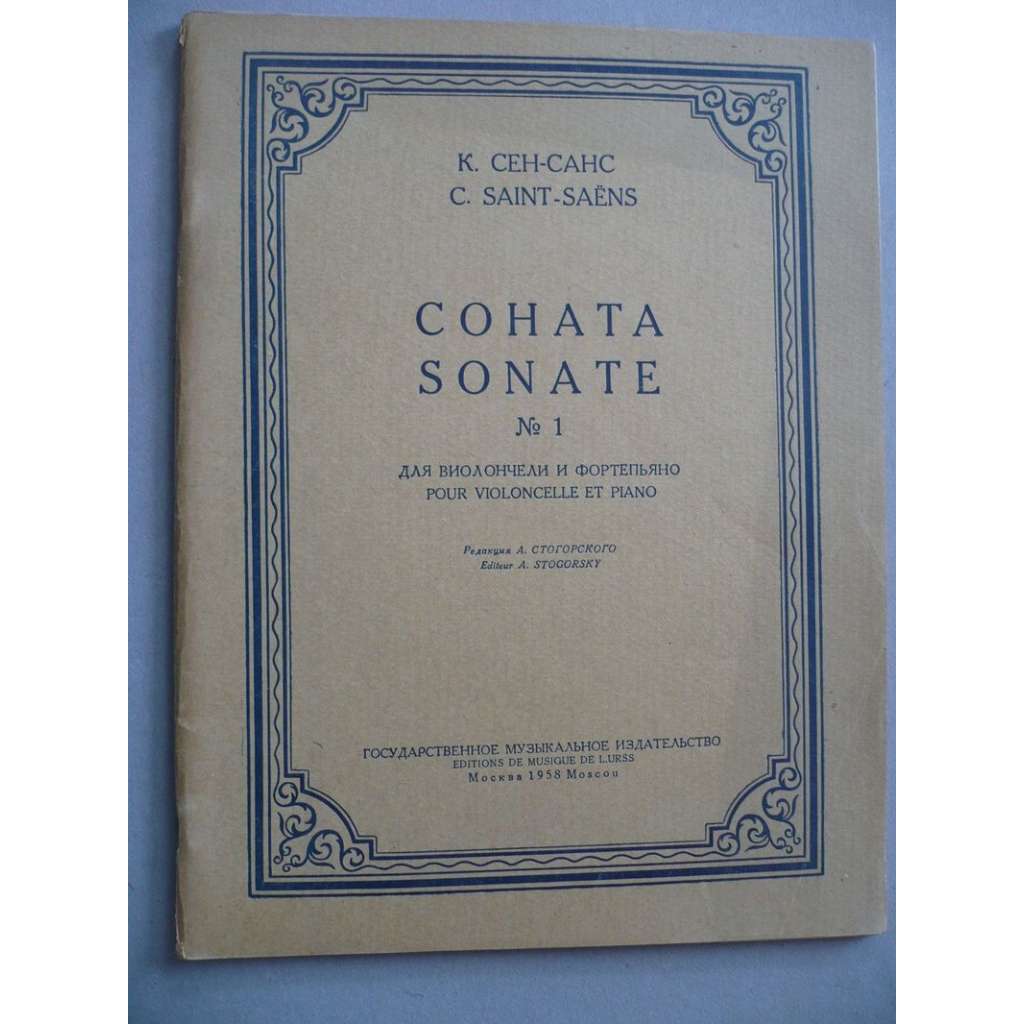 К. СЕН-САНС
C. SAINT-SAËNS
СОНАТА
SONATE
№ 1
ДЛЯ ВИОЛОНЧЕЛИ И ФОРТЕПЬЯНО
POUR VIOLONCELLE ET PIANO
Редакция А. СТОГОРСКОГО
Editeur A. STOGORSKY
ГОСУДАРСТВЕННОЕ МУЗЫКАЛЬНОЕ ИЗДАТЕЛЬСТВО
EDITIONS DE MUSIQUE DE L.URSS
Москва 1958 Moscou